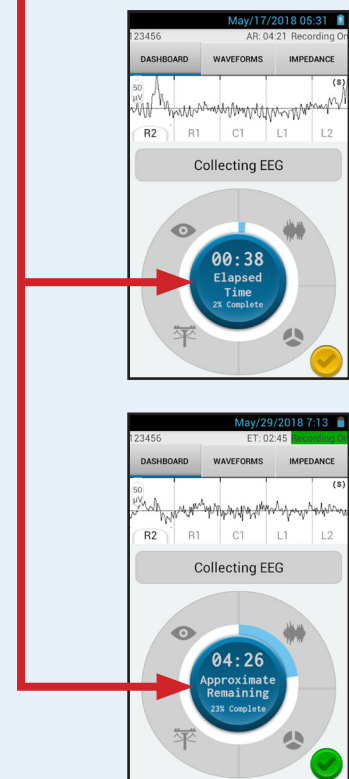 May/17/2018 05:31
123456 AR: 04:21 Recording On
DASHBOARD WAVEFORMS IMPEDANCE
50 (S)
µV
R2 R1 C1 L1 L2
Collecting EEG
00:38
Elapsed
Time
2% Complete
May/29/2018 7:13
123456 ET: 02:45 Recording On
DASHBOARD WAVEFORMS IMPEDANCE
50 (S)
µV
R2 R1 C1 L1 L2
Collecting EEG
04:26
Approximate
Remaining
23% Complete